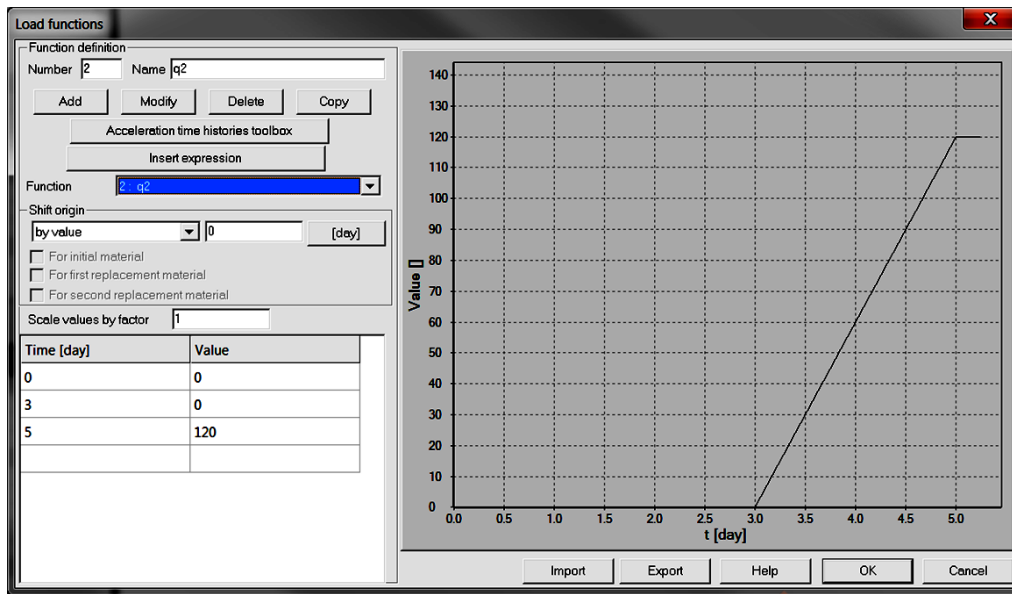 Load functions
X
Function definition
Number 2 Name q2
Add Modify Delete Copy
Acceleration time histories toolbox
Insert expression
Function 2 : q2
Shift origin
by value 0 [day]
For initial material
For first replacement material
For second replacement material
Scale values by factor 1
Time [day] Value
0 0
3 0
5 120
Value []
140
130
120
110
100
90
80
70
60
50
40
30
20
10
0
0.0 0.5 1.0 1.5 2.0 2.5 3.0 3.5 4.0 4.5 5.0
t [day]
Import Export Help OK Cancel